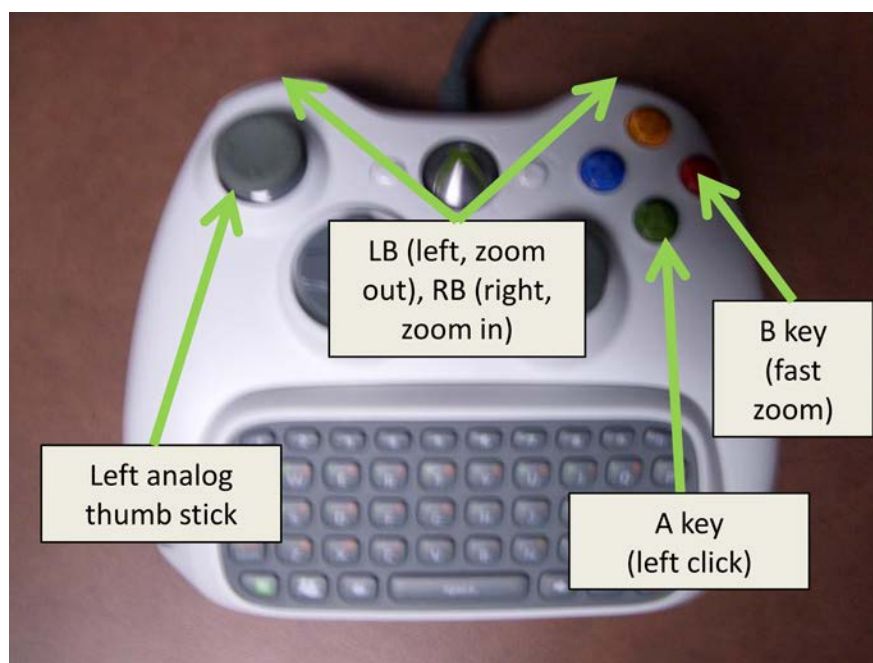 LB (left, zoom
out), RB (right,
zoom in)
B key
(fast
zoom)
Left analog
thumb stick
A key
(left click)